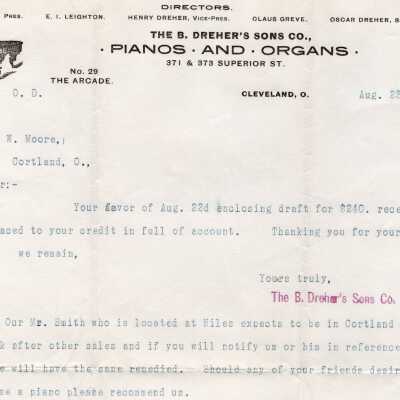 DIRECTORS.
PRES. E. I. LEIGHTON. HENRY DREHER, VICE-PRES. CLAUS GREVE. OSCAR DREHER, S
THE B. DREHER'S SONS CO.,
· PIANOS · AND · ORGANS ·
371 & 373 SUPERIOR ST.
No. 29
THE ARCADE.
O. D. CLEVELAND, O. Aug. 23
W. Moore,;
Cortland, O.,
r:-
Your favor of Aug. 22d enclosing draft for $240. rece
aced to your credit in full of account. Thanking you for your
we remain,
Yours truly,
The B. Dreher's Sons Co.
Our Mr. Smith who is located at Niles expects to be in Cortland
k after other sales and if you will notify us or him in reference
e will have the same remedied. Should any of your friends desire
se a piano please recommend us.